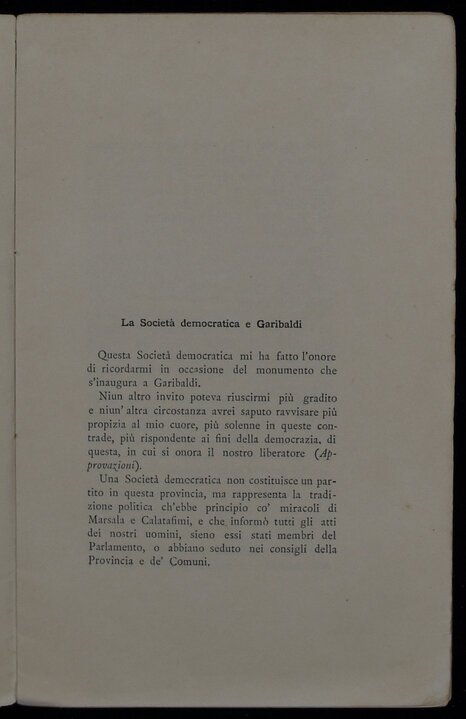 La Società democratica e Garibaldi
Questa Società democratica mi ha fatto l'onore
di ricordarmi in occasione del monumento che
s'inaugura a Garibaldi.
Niun altro invito poteva riuscirmi più gradito
e niun' altra circostanza avrei saputo ravvisare più
propizia al mio cuore, più solenne in queste con-
trade, più rispondente ai fini della democrazia, di
questa, in cui si onora il nostro liberatore (Ap-
provazioni).
Una Società democratica non costituisce un par-
tito in questa provincia, ma rappresenta la tradi-
zione politica ch'ebbe principio co' miracoli di
Marsala e Calatafimi, e che informò tutti gli atti
dei nostri uomini, sieno essi stati membri del
Parlamento, o abbiano seduto nei consigli della
Provincia e de' Comuni.